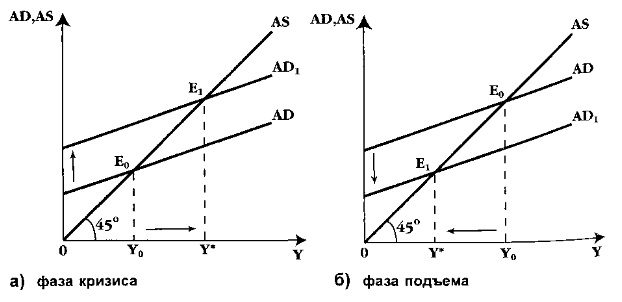 AD,AS
AS
AD₁
E₁
AD
E₀
45°
0
Y₀
Y*
Y
а) фаза кризиса
AD,AS
AS
AD
E₀
AD₁
E₁
45°
0
Y*
Y₀
Y
б) фаза подъема